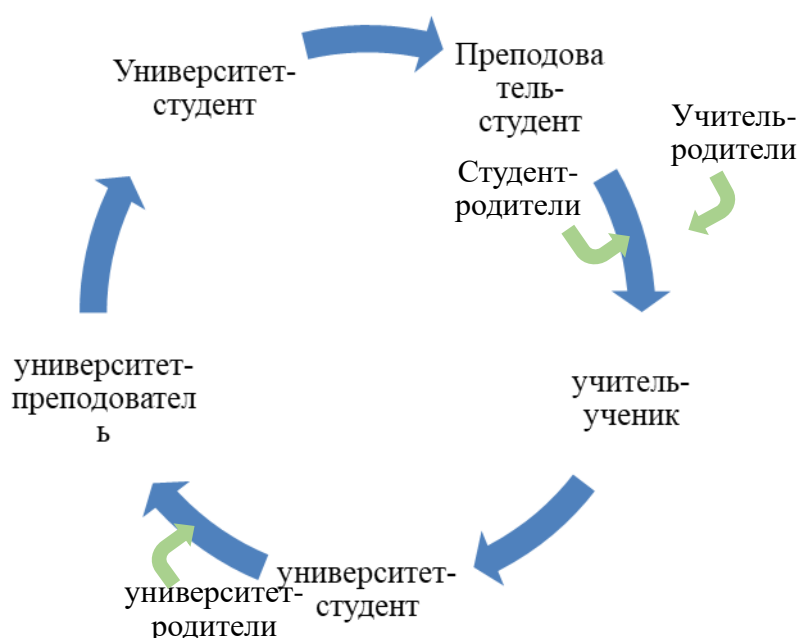 Университет-
студент
Преподова
тель-
студент
Учитель-
родители
Студент-
родители
учитель-
ученик
университет-
студент
университет-
родители
университет-
преподовател
ь